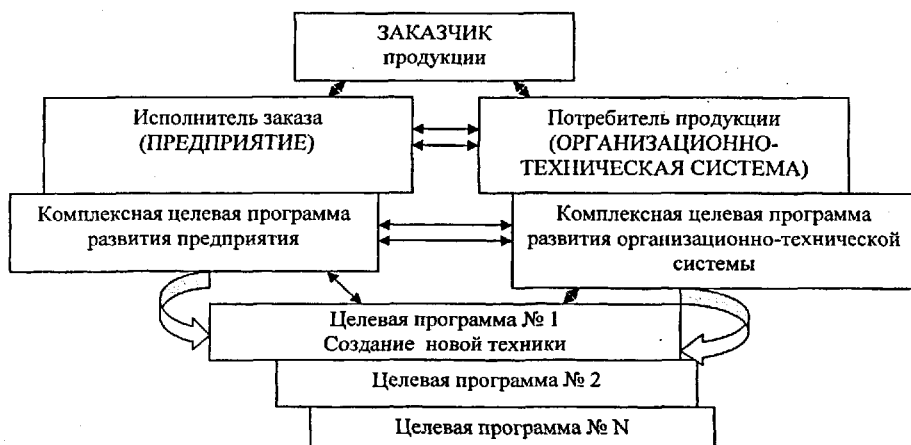 ЗАКАЗЧИК
продукции
Исполнитель заказа
(ПРЕДПРИЯТИЕ)
Потребитель продукции
(ОРГАНИЗАЦИОННО-
ТЕХНИЧЕСКАЯ СИСТЕМА)
Комплексная целевая программа
развития предприятия
Комплексная целевая программа
развития организационно-технической
системы
Целевая программа № 1
Создание новой техники
Целевая программа № 2
Целевая программа № N